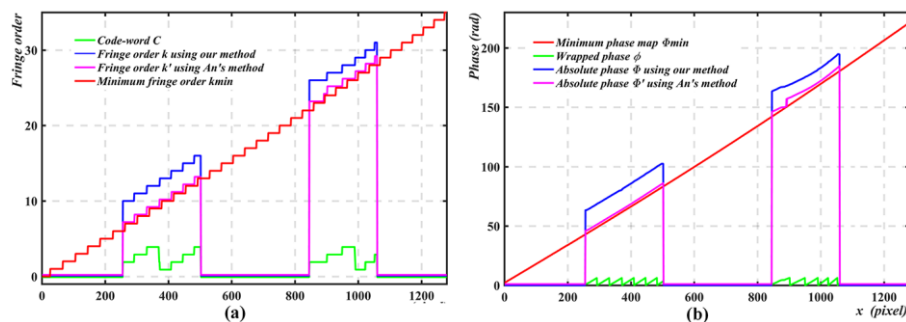 Fringe order
30
20
10
0
Code-word C
Fringe order k using our method
Fringe order k' using An's method
Minimum fringe order kmin
0 200 400 600 800 1000 1200
(a)
Phase (rad)
200
150
100
50
0
Minimum phase map Φmin
Wrapped phase ϕ
Absolute phase Φ using our method
Absolute phase Φ' using An's method
0 200 400 600 800 1000 1200
(b)
x (pixel)